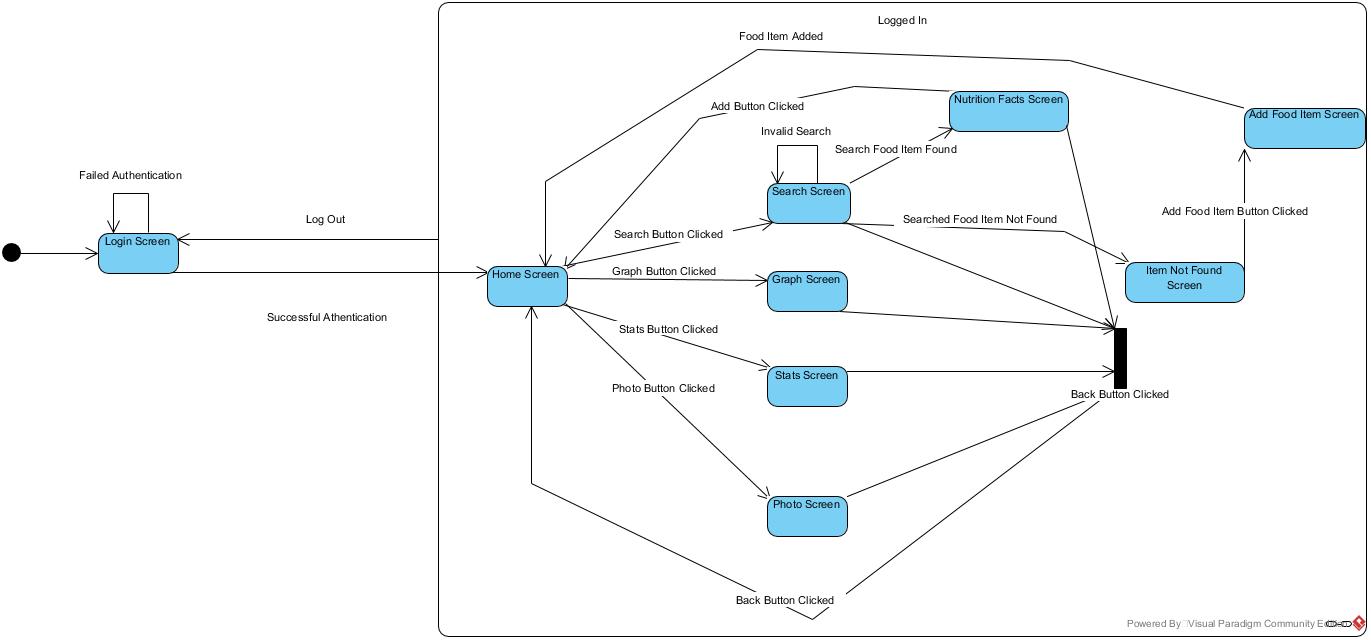 Logged In
Food Item Added
Nutrition Facts Screen
Add Button Clicked
Add Food Item Screen
Invalid Search
Search Food Item Found
Failed Authentication
Search Screen
Add Food Item Button Clicked
Log Out
Searched Food Item Not Found
Search Button Clicked
Login Screen
Graph Button Clicked
Item Not Found
Screen
Home Screen
Graph Screen
Successful Athentication
Stats Button Clicked
Stats Screen
Photo Button Clicked
Back Button Clicked
Photo Screen
Back Button Clicked
Powered By Visual Paradigm Community